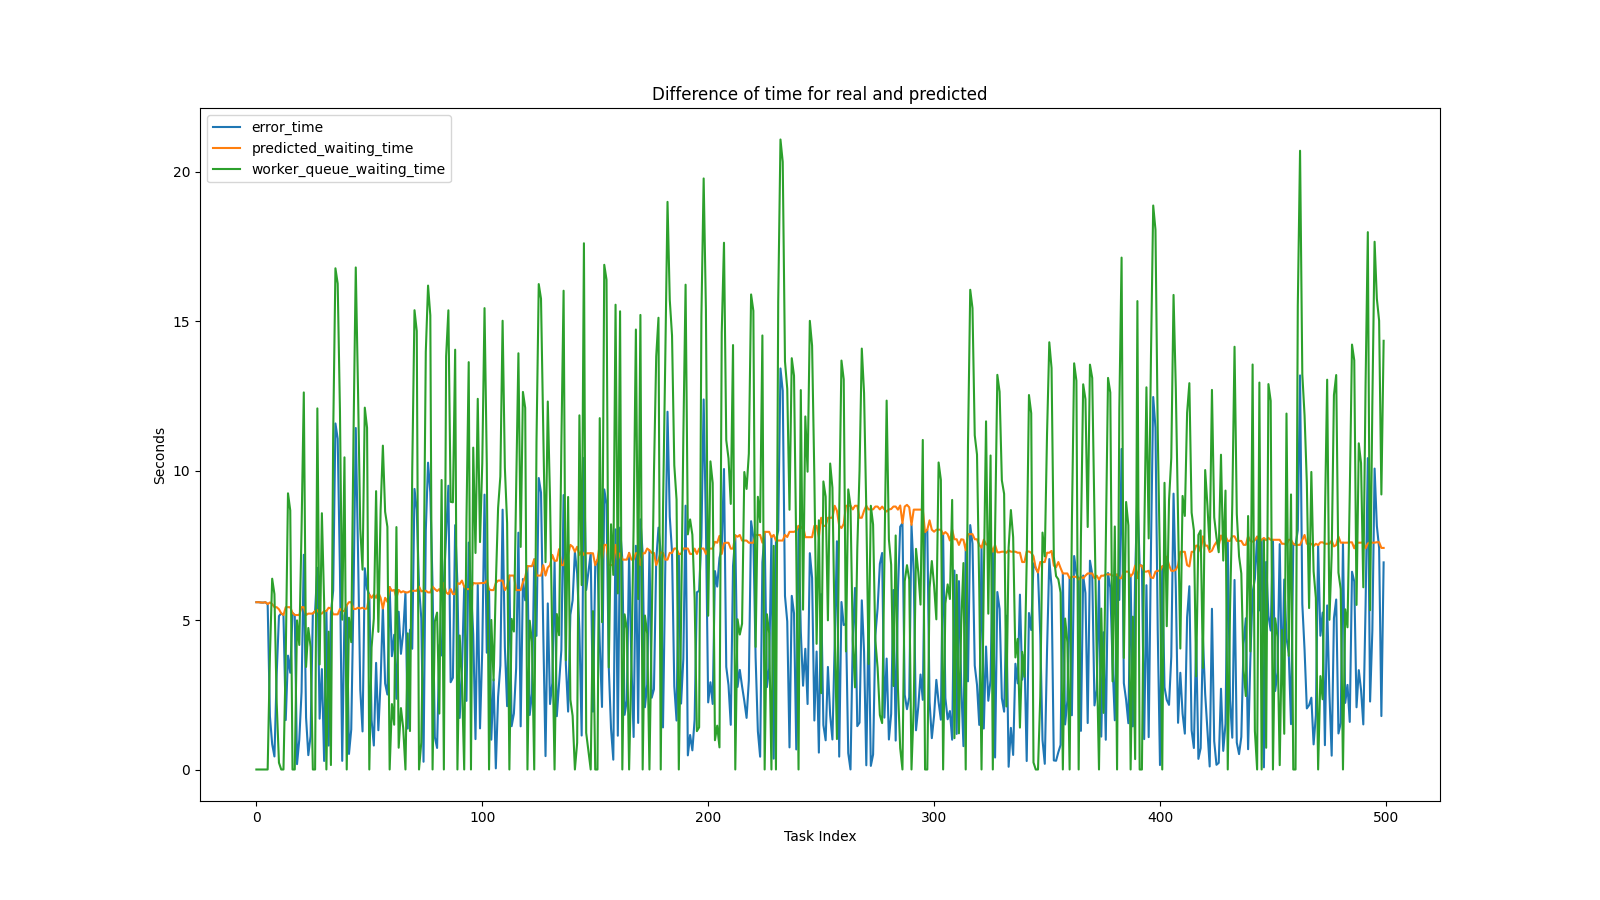 Difference of time for real and predicted
error_time
predicted_waiting_time
worker_queue_waiting_time
20
15
10
5
0
Seconds
0 100 200 300 400 500
Task Index